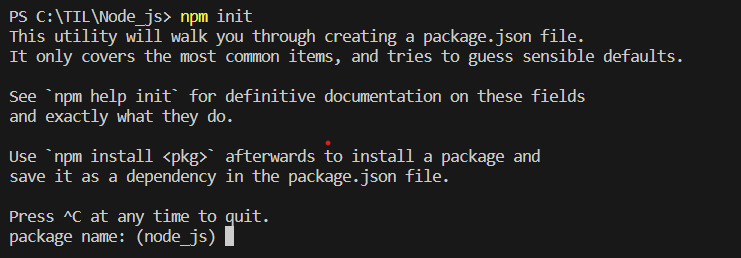 PS C:\TIL\Node_js> npm init
This utility will walk you through creating a package.json file.
It only covers the most common items, and tries to guess sensible defaults.
See `npm help init` for definitive documentation on these fields
and exactly what they do.
Use `npm install <pkg>` afterwards to install a package and
save it as a dependency in the package.json file.
Press ^C at any time to quit.
package name: (node_js)